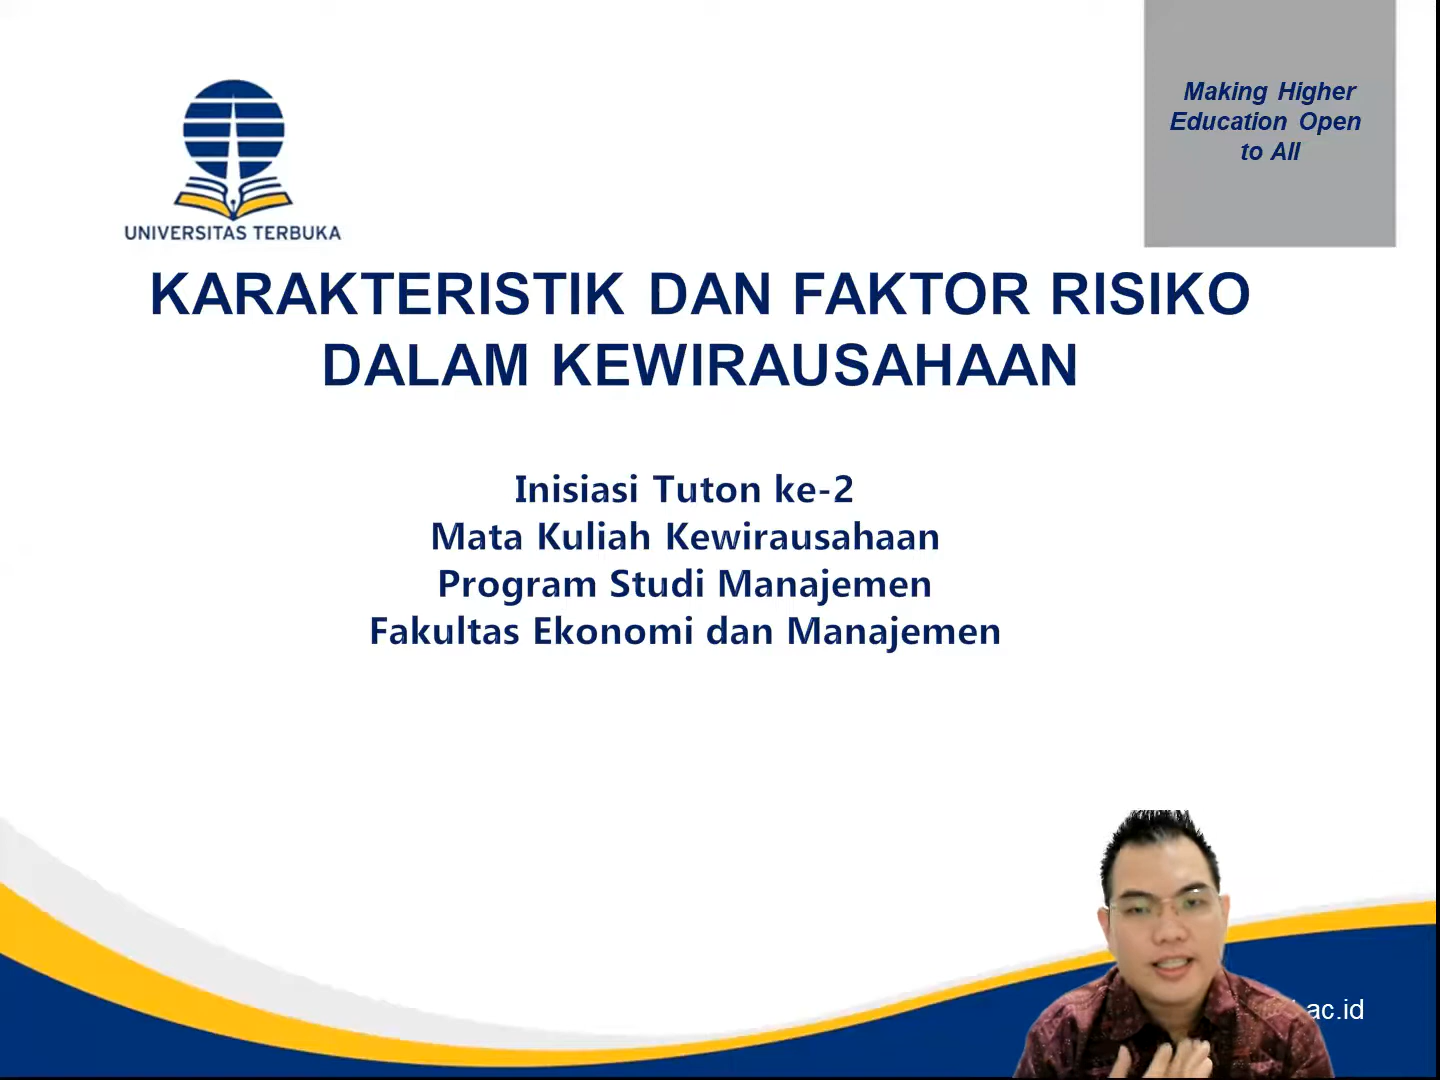 Making Higher
Education Open
to All
UNIVERSITAS TERBUKA
KARAKTERISTIK DAN FAKTOR RISIKO
DALAM KEWIRAUSAHAAN
Inisiasi Tuton ke-2
Mata Kuliah Kewirausahaan
Program Studi Manajemen
Fakultas Ekonomi dan Manajemen
.ac.id